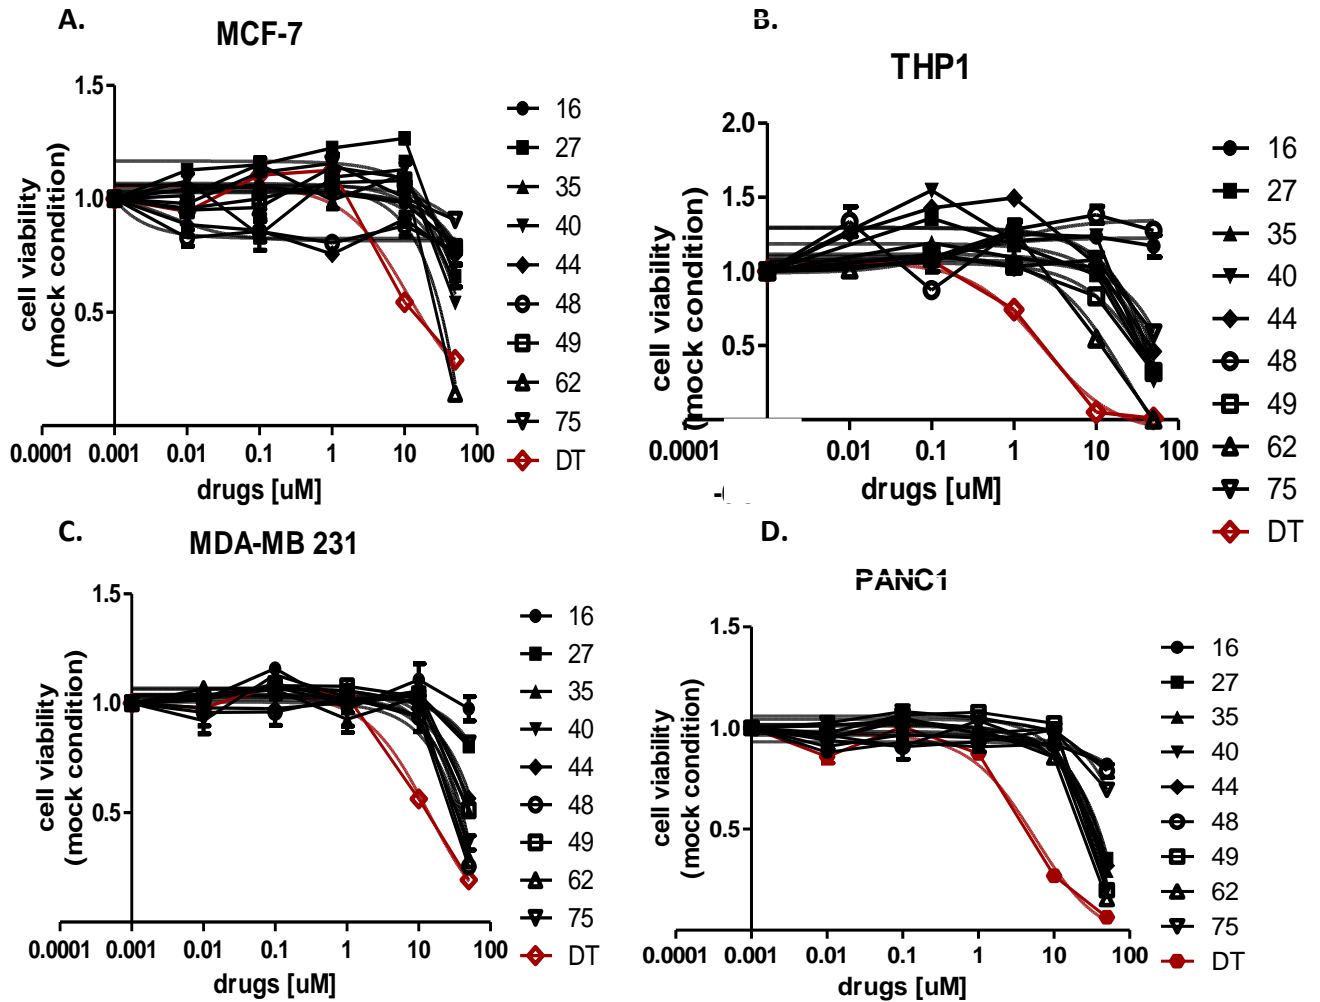 A.
MCF-7
1.5
1.0
0.5
cell viability
(mock condition)
0.0001 0.001 0.01 0.1 1 10 100
drugs [uM]
16
27
35
40
44
48
49
62
75
DT
B.
THP1
2.0
1.5
1.0
0.5
cell viability
(mock condition)
0.0001 0.01 0.1 1 10 100
drugs [uM]
16
27
35
40
44
48
49
62
75
DT
C.
MDA-MB 231
1.5
1.0
0.5
cell viability
(mock condition)
0.0001 0.001 0.01 0.1 1 10 100
drugs [uM]
16
27
35
40
44
48
49
62
75
DT
D.
PANC1
1.5
1.0
0.5
cell viability
(mock condition)
0.0001 0.001 0.01 0.1 1 10 100
drugs [uM]
16
27
35
40
44
48
49
62
75
DT